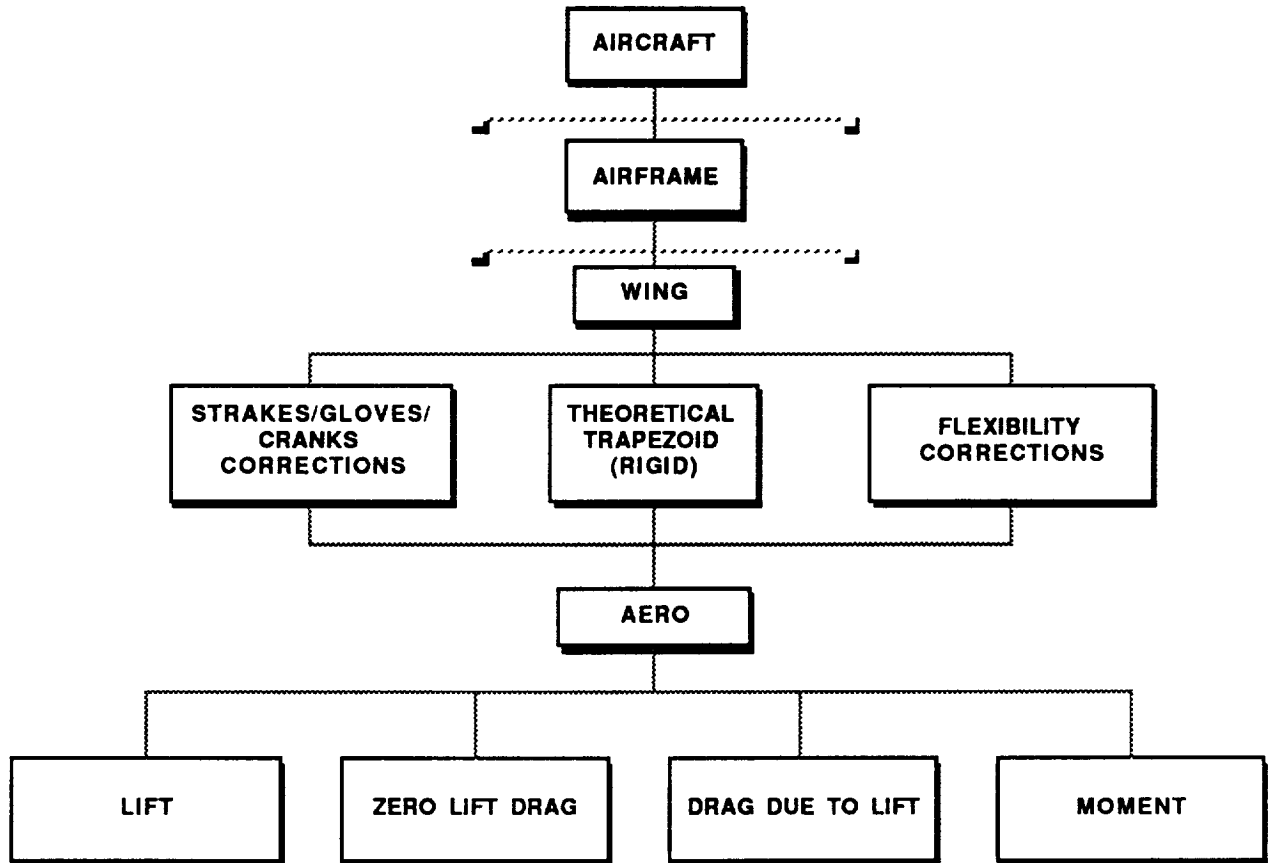 AIRCRAFT
AIRFRAME
WING
STRAKES/GLOVES/
CRANKS
CORRECTIONS
THEORETICAL
TRAPEZOID
(RIGID)
FLEXIBILITY
CORRECTIONS
AERO
LIFT
ZERO LIFT DRAG
DRAG DUE TO LIFT
MOMENT